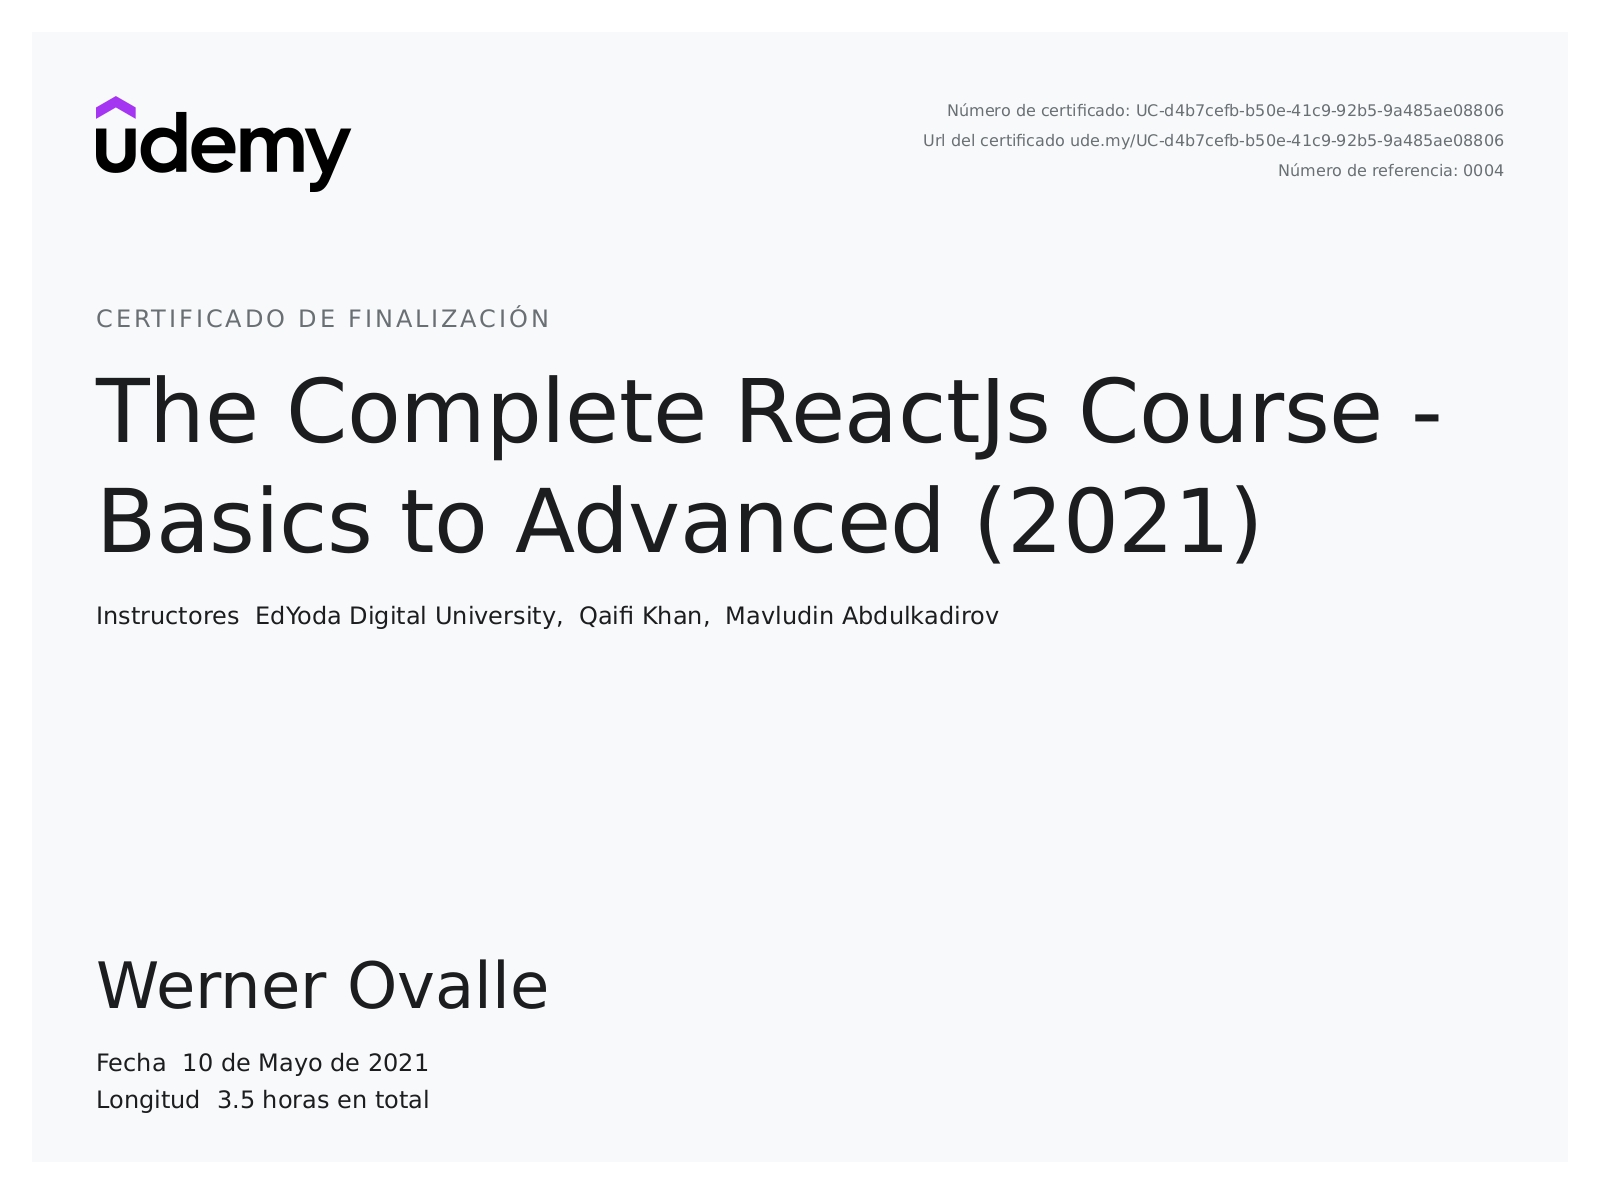 udemy
Número de certificado: UC-d4b7cefb-b50e-41c9-92b5-9a485ae08806
Url del certificado ude.my/UC-d4b7cefb-b50e-41c9-92b5-9a485ae08806
Número de referencia: 0004
CERTIFICADO DE FINALIZACIÓN
The Complete ReactJs Course -
Basics to Advanced (2021)
Instructores EdYoda Digital University, Qaifi Khan, Mavludin Abdulkadirov
Werner Ovalle
Fecha 10 de Mayo de 2021
Longitud 3.5 horas en total